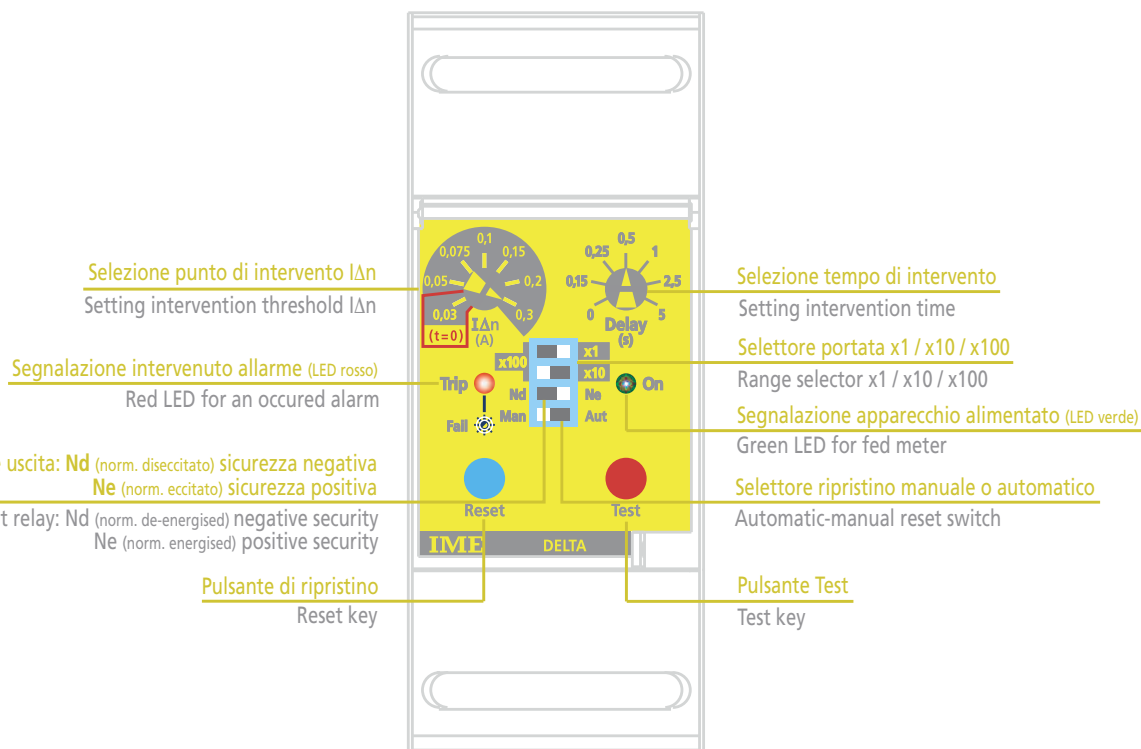 Selezione punto di intervento IΔn
Setting intervention threshold IΔn
Segnalazione intervenuto allarme (LED rosso)
Red LED for an occured alarm
uscita: Nd (norm. diseccitato) sicurezza negativa
Ne (norm. eccitato) sicurezza positiva
relay: Nd (norm. de-energised) negative security
Ne (norm. energised) positive security
Pulsante di ripristino
Reset key
0,03
0,05
0,075
0,1
0,15
0,2
0,3
(t=0)
IΔn
(A)
0
0,15
0,25
0,5
1
2,5
5
Delay
(s)
x100
x1
x10
Trip
On
Nd
Ne
Fail
Man
Aut
Reset
Test
IME
DELTA
Selezione tempo di intervento
Setting intervention time
Selettore portata x1 / x10 / x100
Range selector x1 / x10 / x100
Segnalazione apparecchio alimentato (LED verde)
Green LED for fed meter
Selettore ripristino manuale o automatico
Automatic-manual reset switch
Pulsante Test
Test key